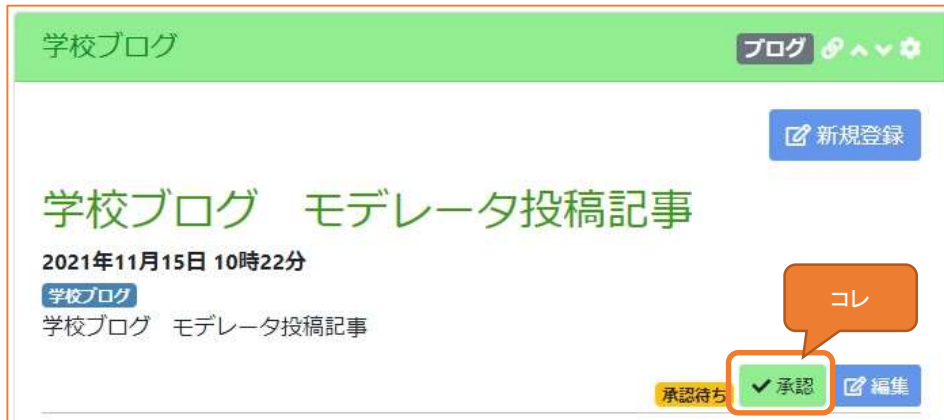 学校ブログ ブログ
新規登録
学校ブログ　モデレータ投稿記事
2021年11月15日 10時22分
学校ブログ
学校ブログ　モデレータ投稿記事
コレ
承認待ち 承認 編集